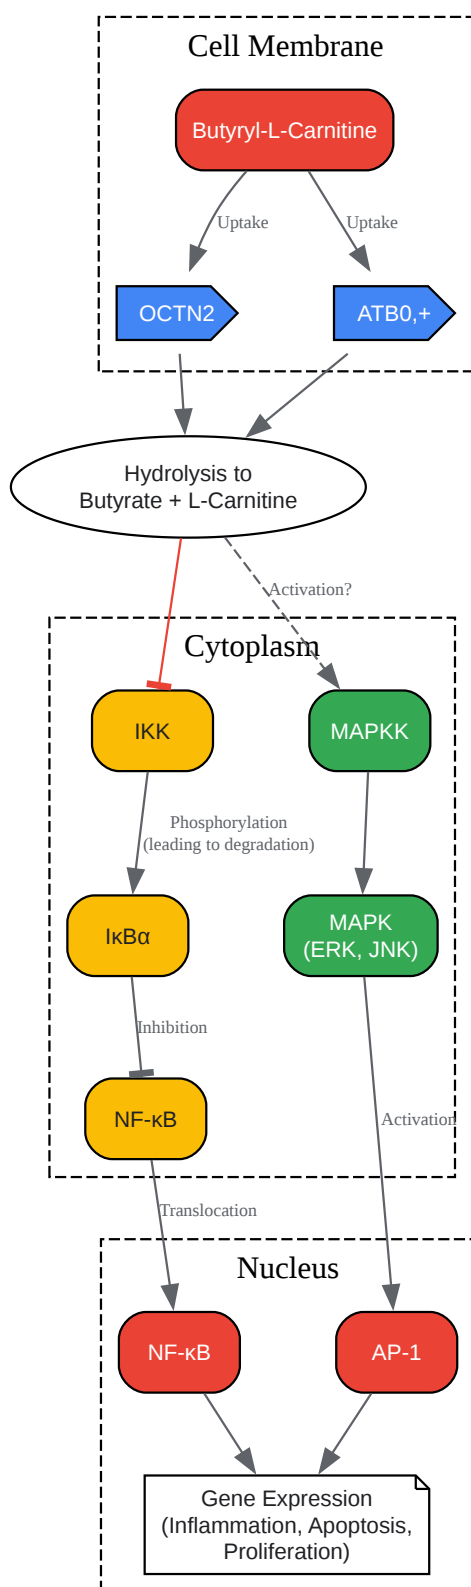 Cell Membrane
Butyryl-L-Carnitine
Uptake
Uptake
OCTN2
ATB0,+
Hydrolysis to
Butyrate + L-Carnitine
Activation?
Cytoplasm
IKK
MAPKK
Phosphorylation
(leading to degradation)
IκBα
MAPK
(ERK, JNK)
Inhibition
NF-κB
Activation
Translocation
Nucleus
NF-κB
AP-1
Gene Expression
(Inflammation, Apoptosis,
Proliferation)